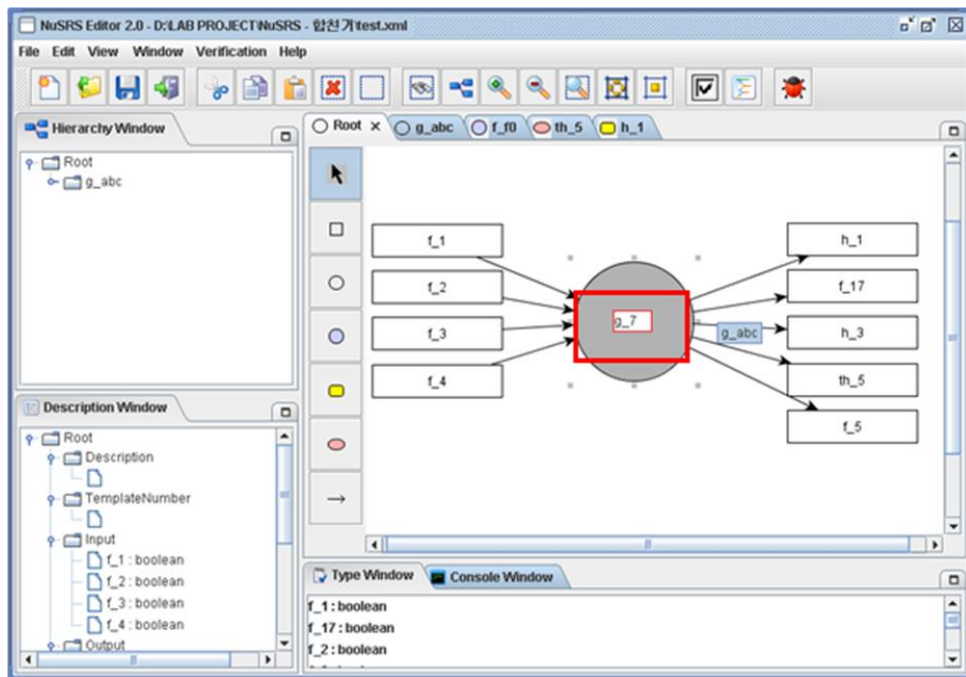 NuSRS Editor 2.0 - D:\LAB PROJECT\NuSRS - 합친거\test.xml
File Edit View Window Verification Help
Hierarchy Window
Root
g_abc
Root g_abc f_f0 th_5 h_1
f_1
f_2
f_3
f_4
g_7
g_abc
h_1
f_17
h_3
th_5
f_5
Description Window
Root
Description
TemplateNumber
Input
f_1 : boolean
f_2 : boolean
f_3 : boolean
f_4 : boolean
Output
Type Window Console Window
f_1 : boolean
f_17 : boolean
f_2 : boolean